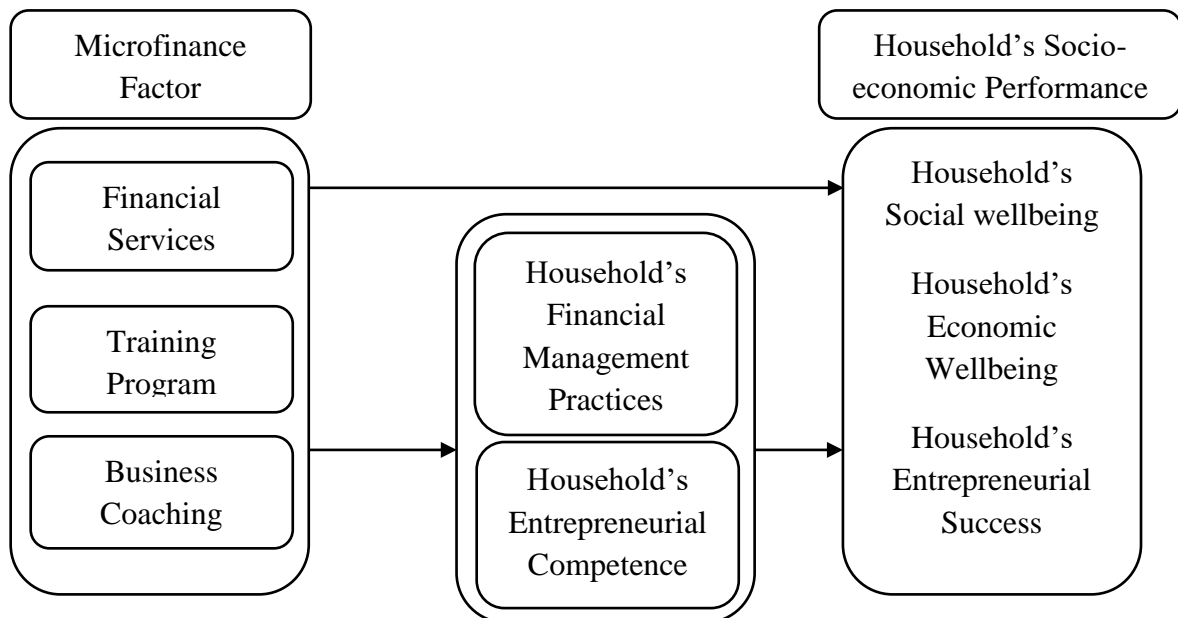 Microfinance
Factor
Household’s Socio-
economic Performance
Financial
Services
Training
Program
Business
Coaching
Household’s
Financial
Management
Practices
Household’s
Entrepreneurial
Competence
Household’s
Social wellbeing
Household’s
Economic
Wellbeing
Household’s
Entrepreneurial
Success